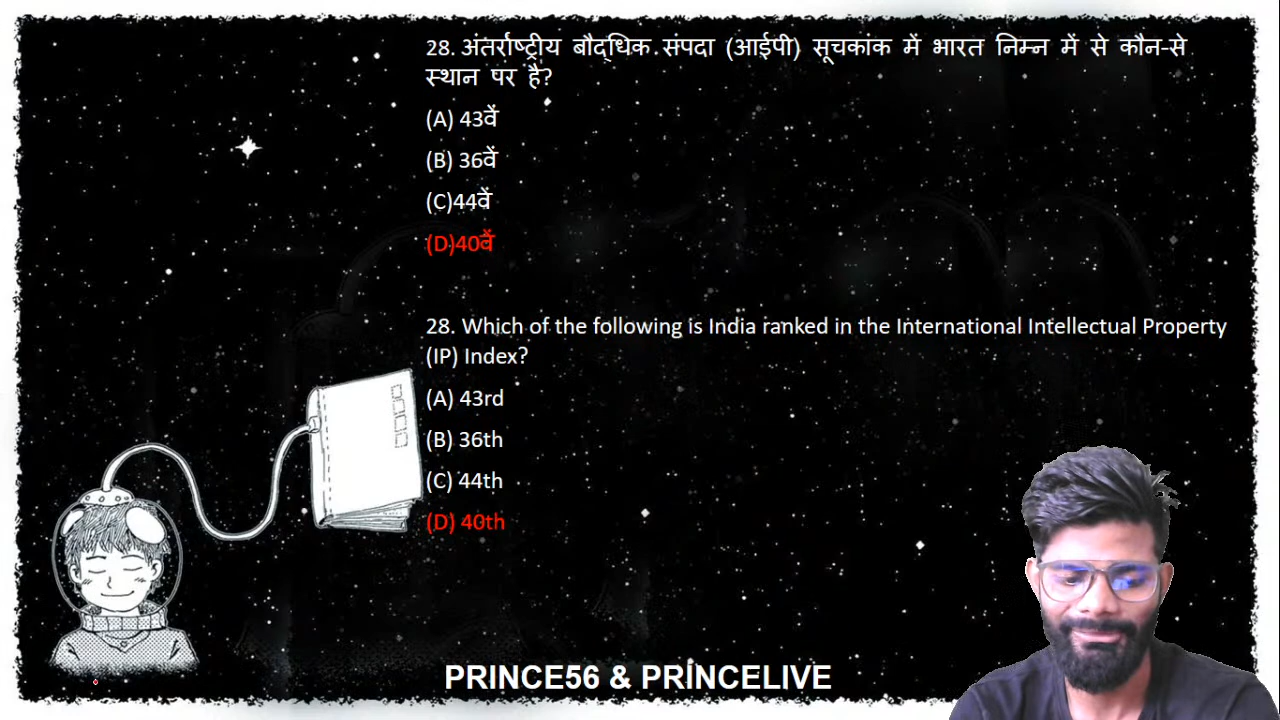 28. अंतर्राष्ट्रीय बौद्धिक संपदा (आईपी) सूचकांक में भारत निम्न में से कौन-से
स्थान पर है?
(A) 43वें
(B) 36वें
(C)44वें
(D)40वें
28. Which of the following is India ranked in the International Intellectual Property
(IP) Index?
(A) 43rd
(B) 36th
(C) 44th
(D) 40th
PRINCE56 & PRINCELIVE